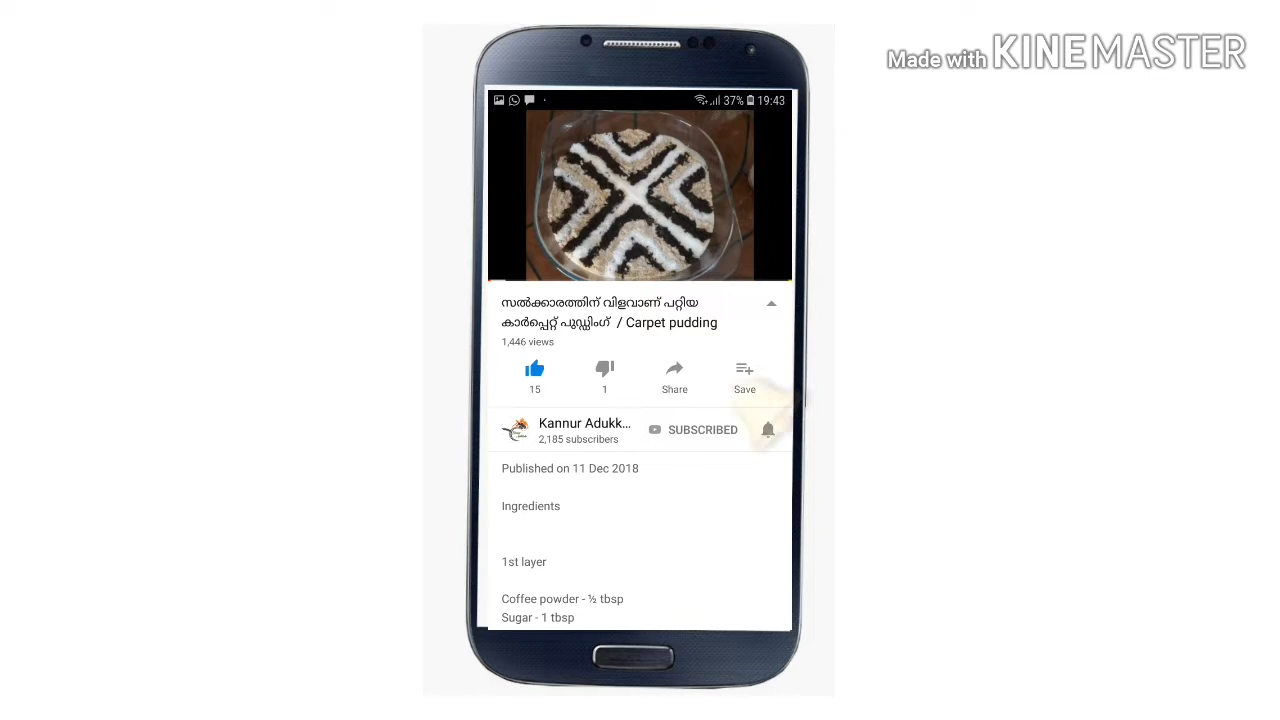 Made with KINEMASTER
37% 19:43
സൽക്കാരത്തിന് വിളവാണ് പറ്റിയ
കാർപ്പെറ്റ് പുഡ്ഡിംഗ് / Carpet pudding
1,446 views
15
1
Share
Save
Kannur Adukk...
2,185 subscribers
SUBSCRIBED
Published on 11 Dec 2018
Ingredients
1st layer
Coffee powder - ½ tbsp
Sugar - 1 tbsp